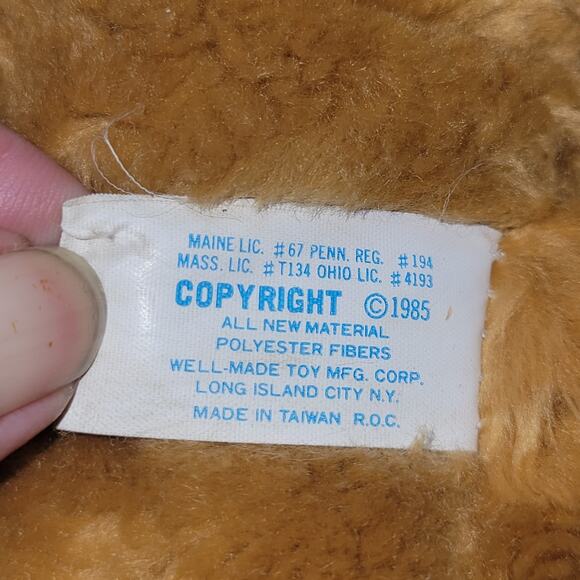 MAINE LIC. #67 PENN. REG. #194
MASS. LIC. #T134 OHIO LIC. #4193
COPYRIGHT ©1985
ALL NEW MATERIAL
POLYESTER FIBERS
WELL-MADE TOY MFG. CORP.
LONG ISLAND CITY N.Y.
MADE IN TAIWAN R.O.C.